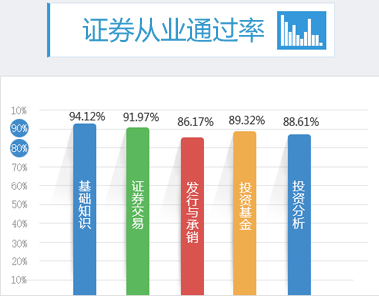 证券从业通过率
94.12%
91.97%
86.17%
89.32%
88.61%
10%
90%
80%
70%
60%
50%
40%
30%
20%
10%
基础知识
证券交易
发行与承销
投资基金
投资分析